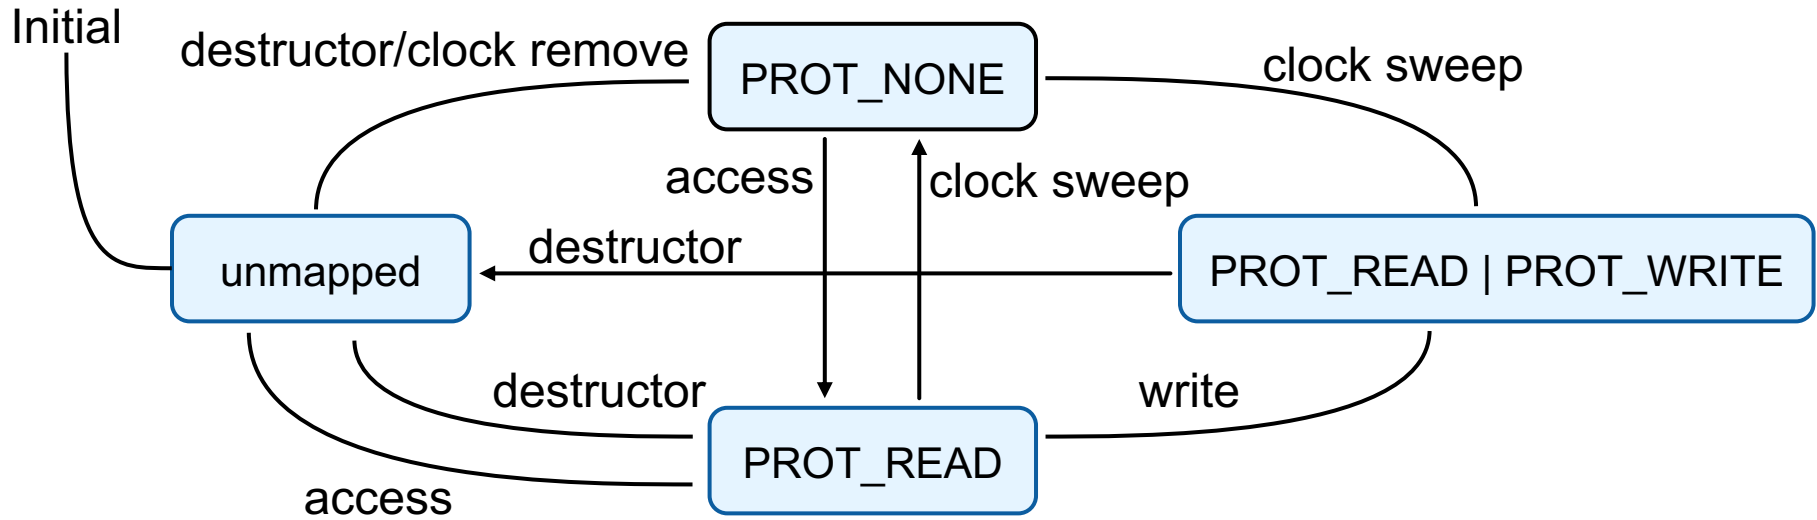 Initial
destructor/clock remove
PROT_NONE
clock sweep
access
clock sweep
destructor
unmapped
PROT_READ | PROT_WRITE
destructor
write
PROT_READ
access